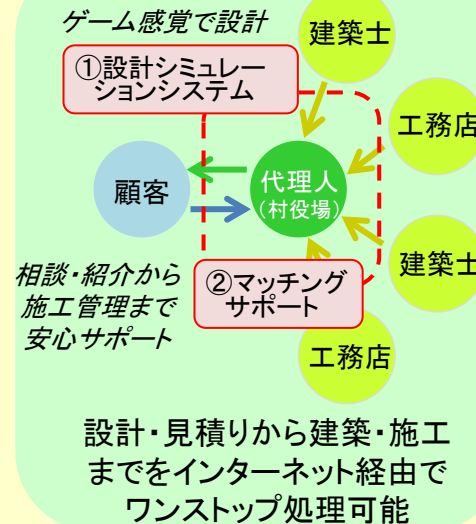 ゲーム感覚で設計
建築士
①設計シミュレー
ションシステム
工務店
顧客
代理人
(村役場)
建築士
相談・紹介から
施工管理まで
安心サポート
②マッチング
サポート
工務店
設計・見積りから建築・施工
までをインターネット経由で
ワンストップ処理可能